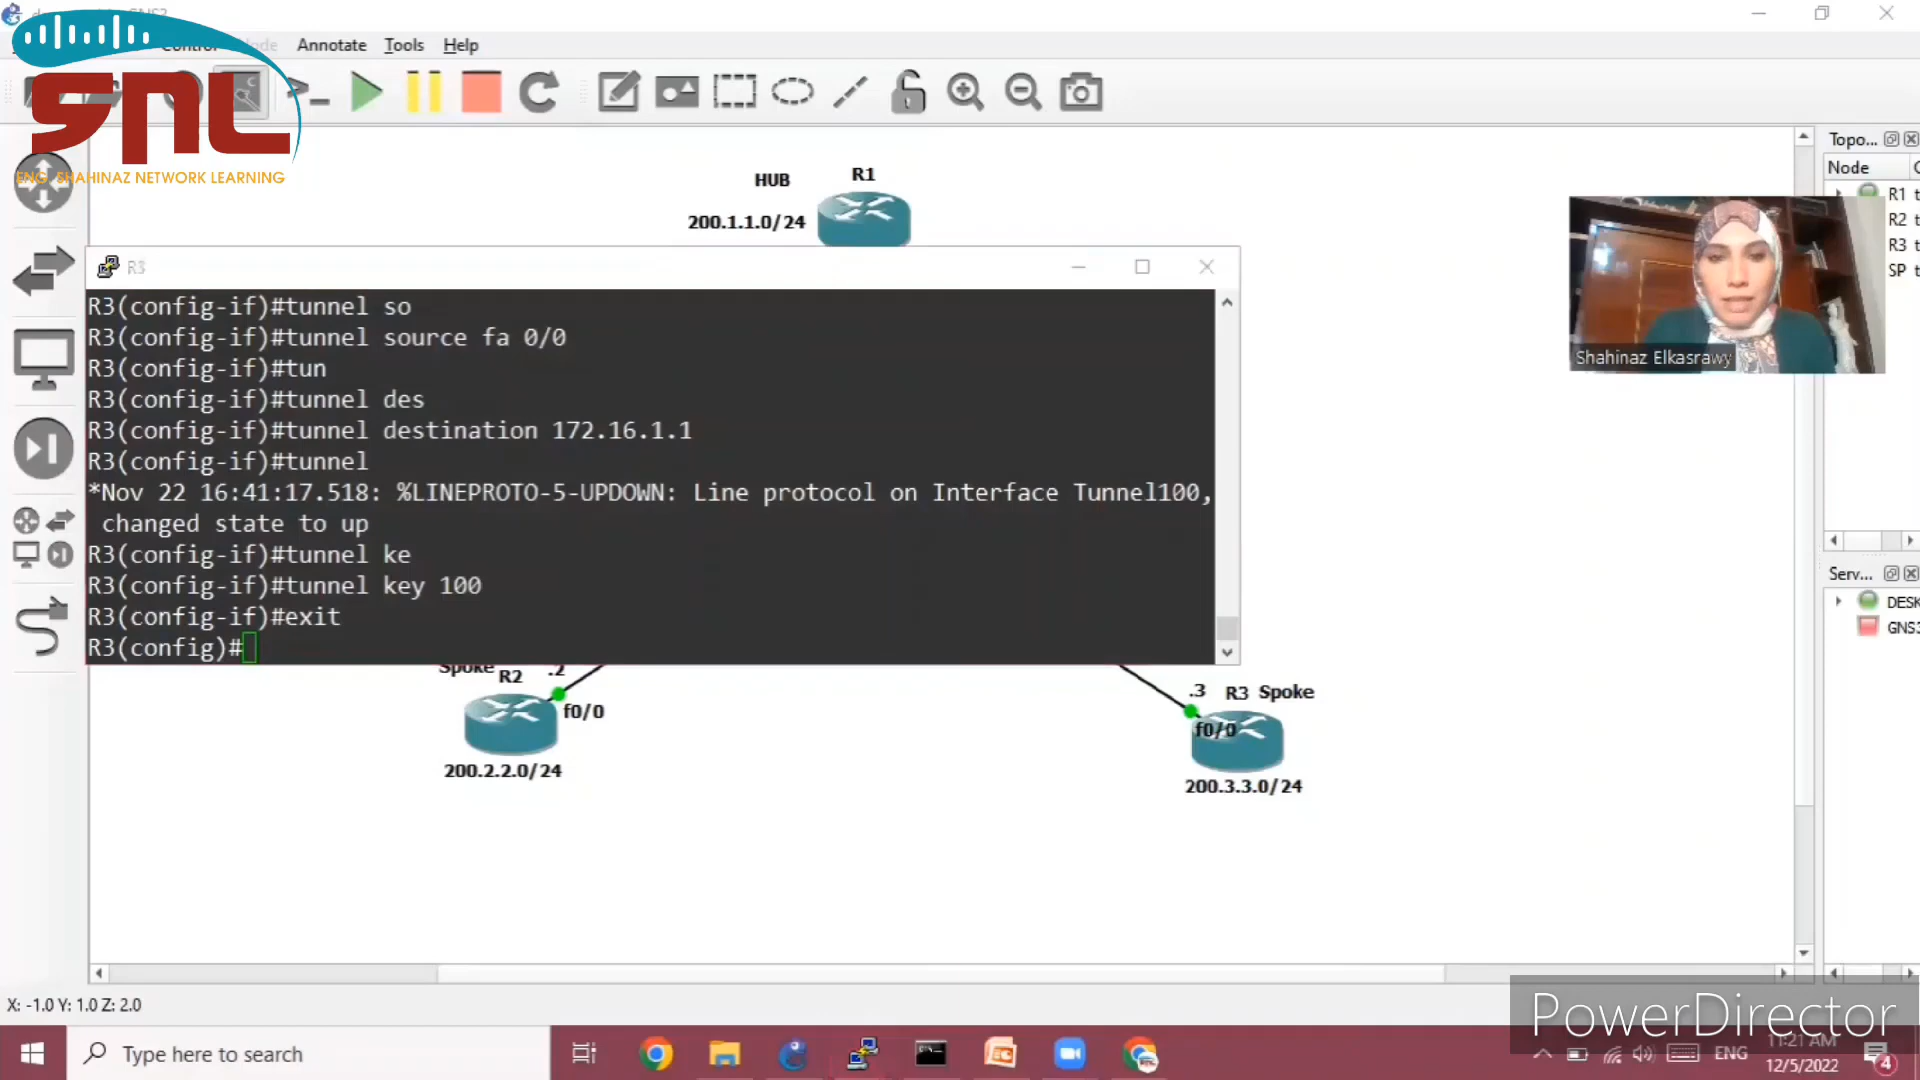 Control
Annotate
Tools
Help
SNL
ENG. SHAHINAZ NETWORK LEARNING
HUB
R1
200.1.1.0/24
Topo...
Node
R1 t
R2 t
R3 t
SP t
Shahinaz Elkasrawy
R3
R3(config-if)#tunnel so
R3(config-if)#tunnel source fa 0/0
R3(config-if)#tun
R3(config-if)#tunnel des
R3(config-if)#tunnel destination 172.16.1.1
R3(config-if)#tunnel
*Nov 22 16:41:17.518: %LINEPROTO-5-UPDOWN: Line protocol on Interface Tunnel100,
changed state to up
R3(config-if)#tunnel ke
R3(config-if)#tunnel key 100
R3(config-if)#exit
R3(config)#
Serv...
DESK
GNS3
Spoke R2 .2
f0/0
200.2.2.0/24
.3 R3 Spoke
f0/0
200.3.3.0/24
X: -1.0 Y: 1.0 Z: 2.0
PowerDirector
Type here to search
ENG
11:21 AM
12/5/2022
4